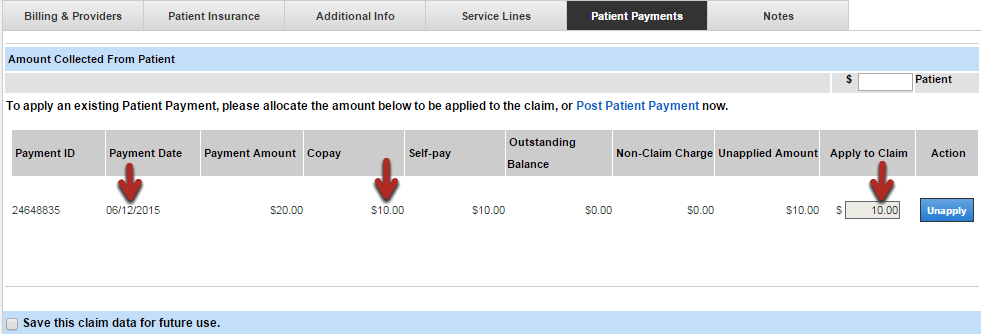 Billing & Providers Patient Insurance Additional Info Service Lines Patient Payments Notes
Amount Collected From Patient
$ Patient
To apply an existing Patient Payment, please allocate the amount below to be applied to the claim, or Post Patient Payment now.
Payment ID Payment Date Payment Amount Copay Self-pay Outstanding Balance Non-Claim Charge Unapplied Amount Apply to Claim Action
24648835 06/12/2015 $20.00 $10.00 $10.00 $0.00 $0.00 $10.00 $ 10.00 Unapply
Save this claim data for future use.